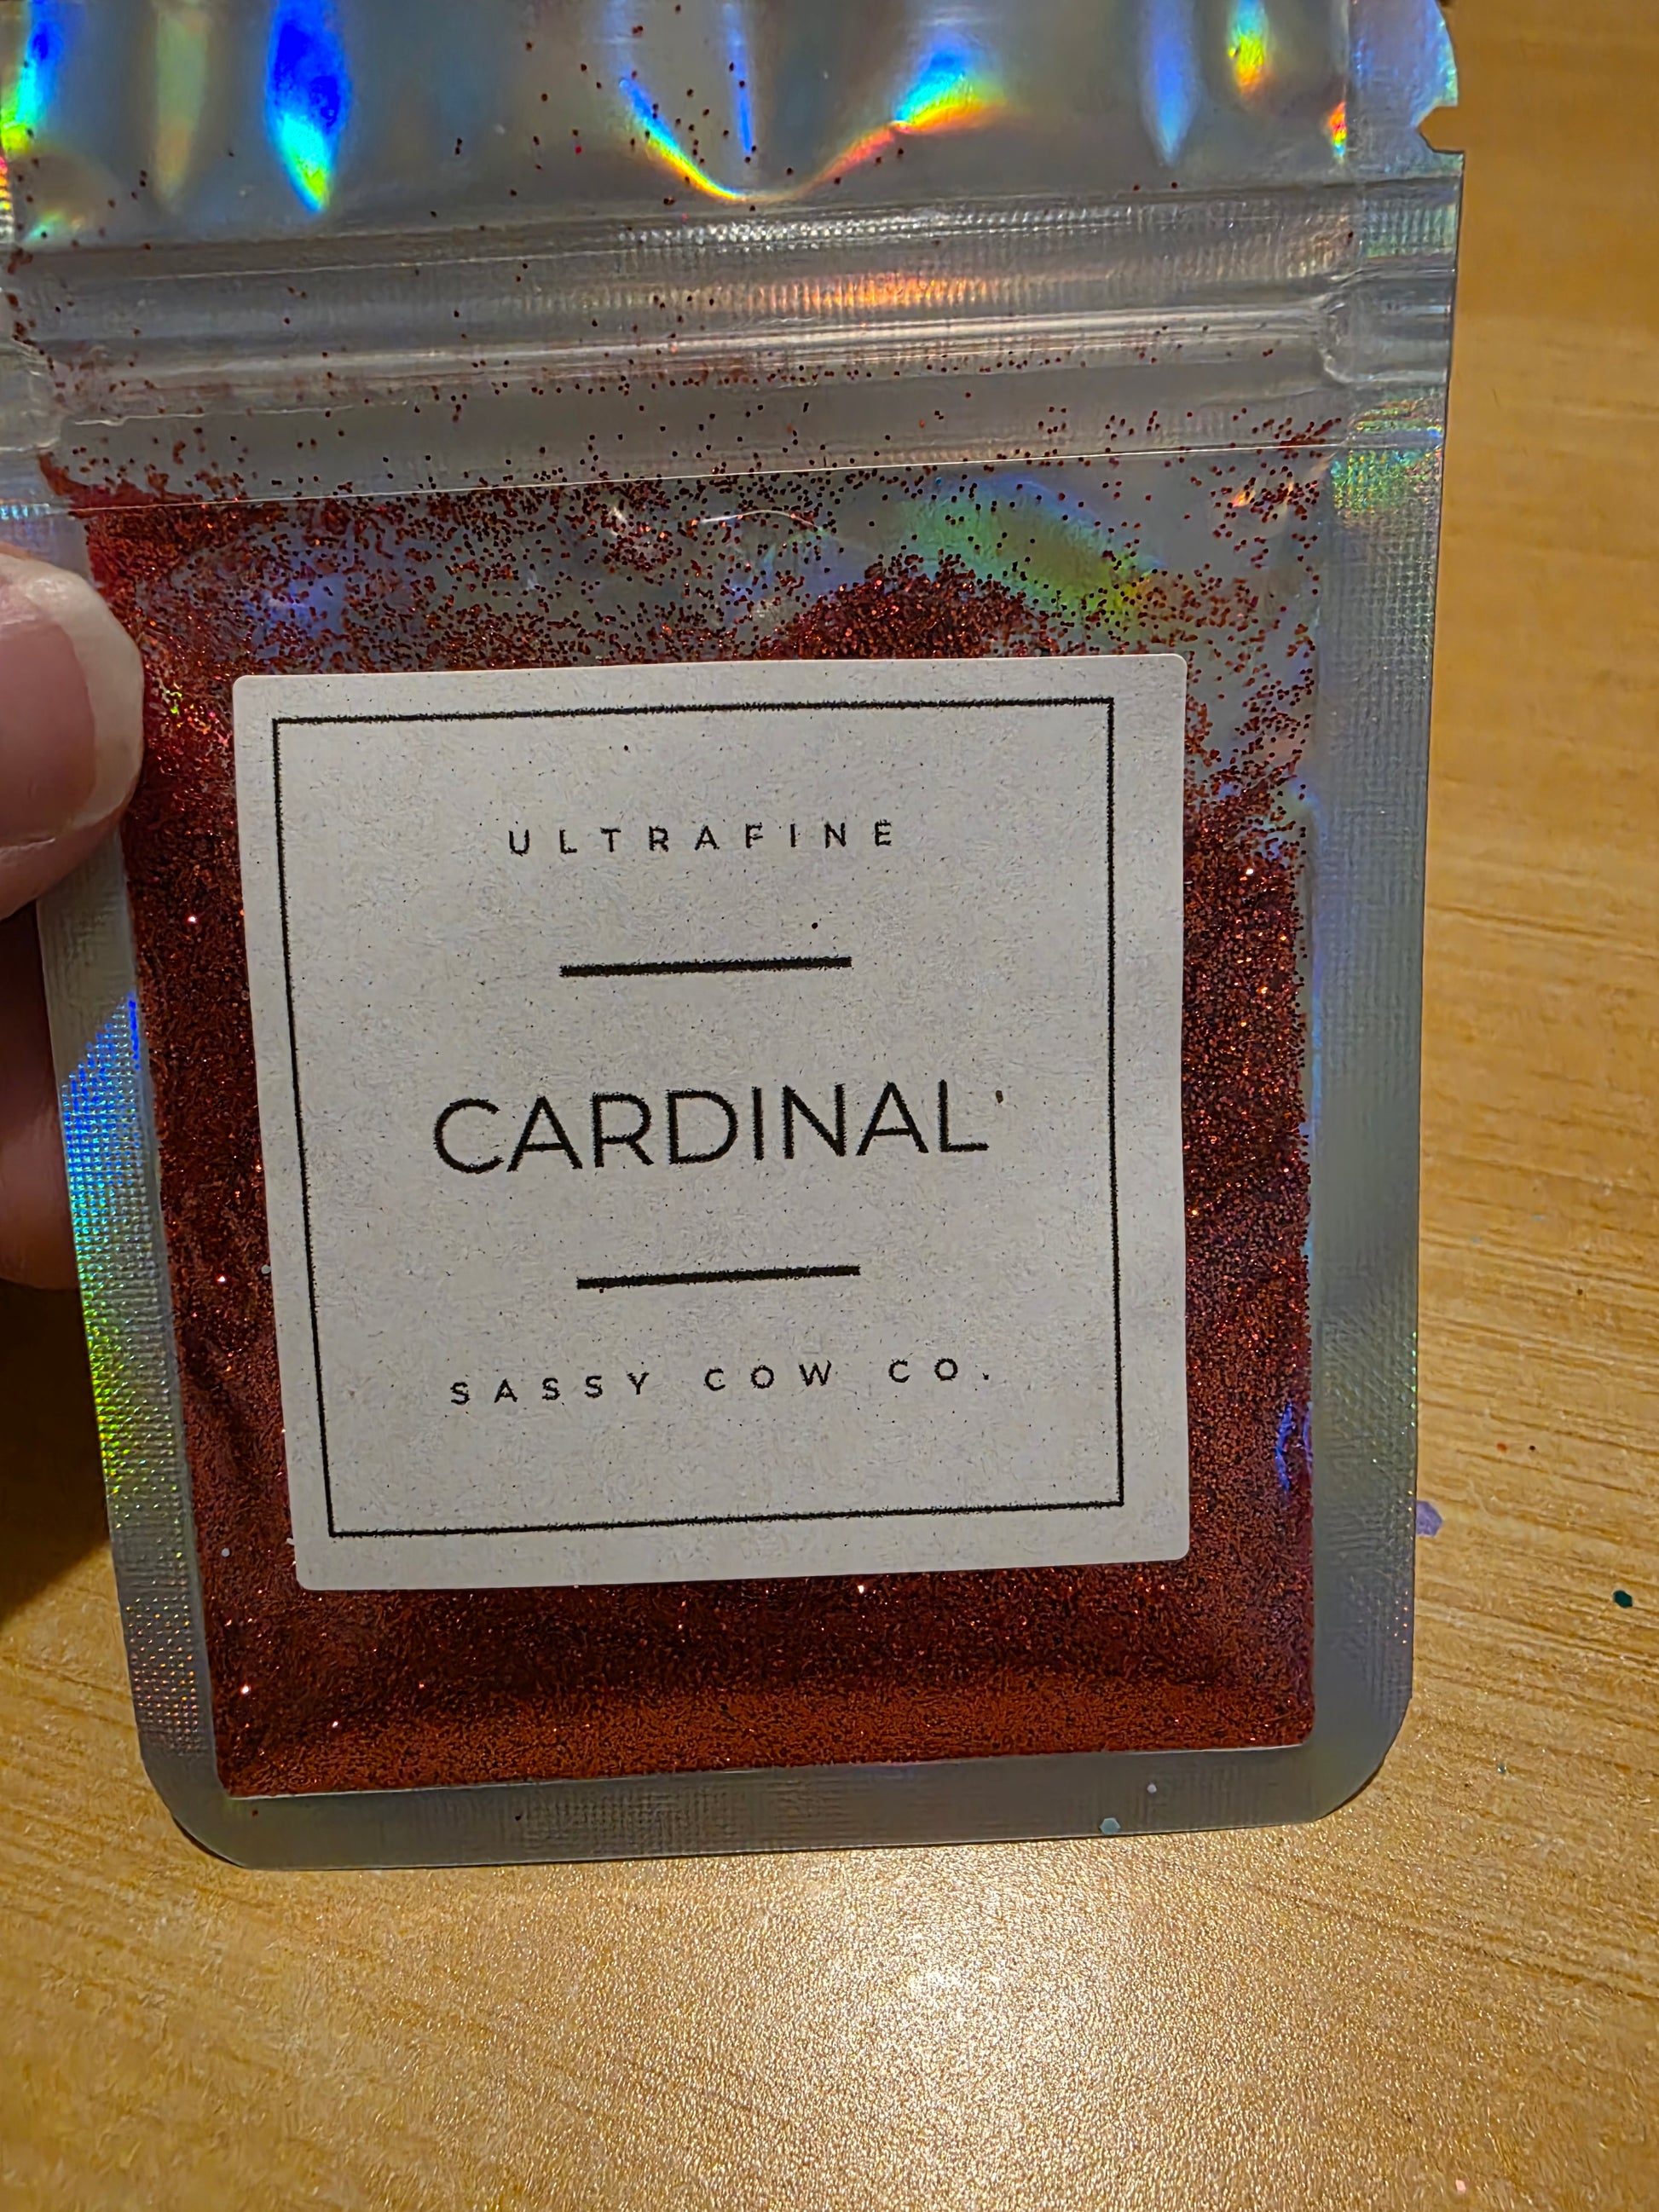 ULTRAFINE
CARDINAL
SASSY COW CO.